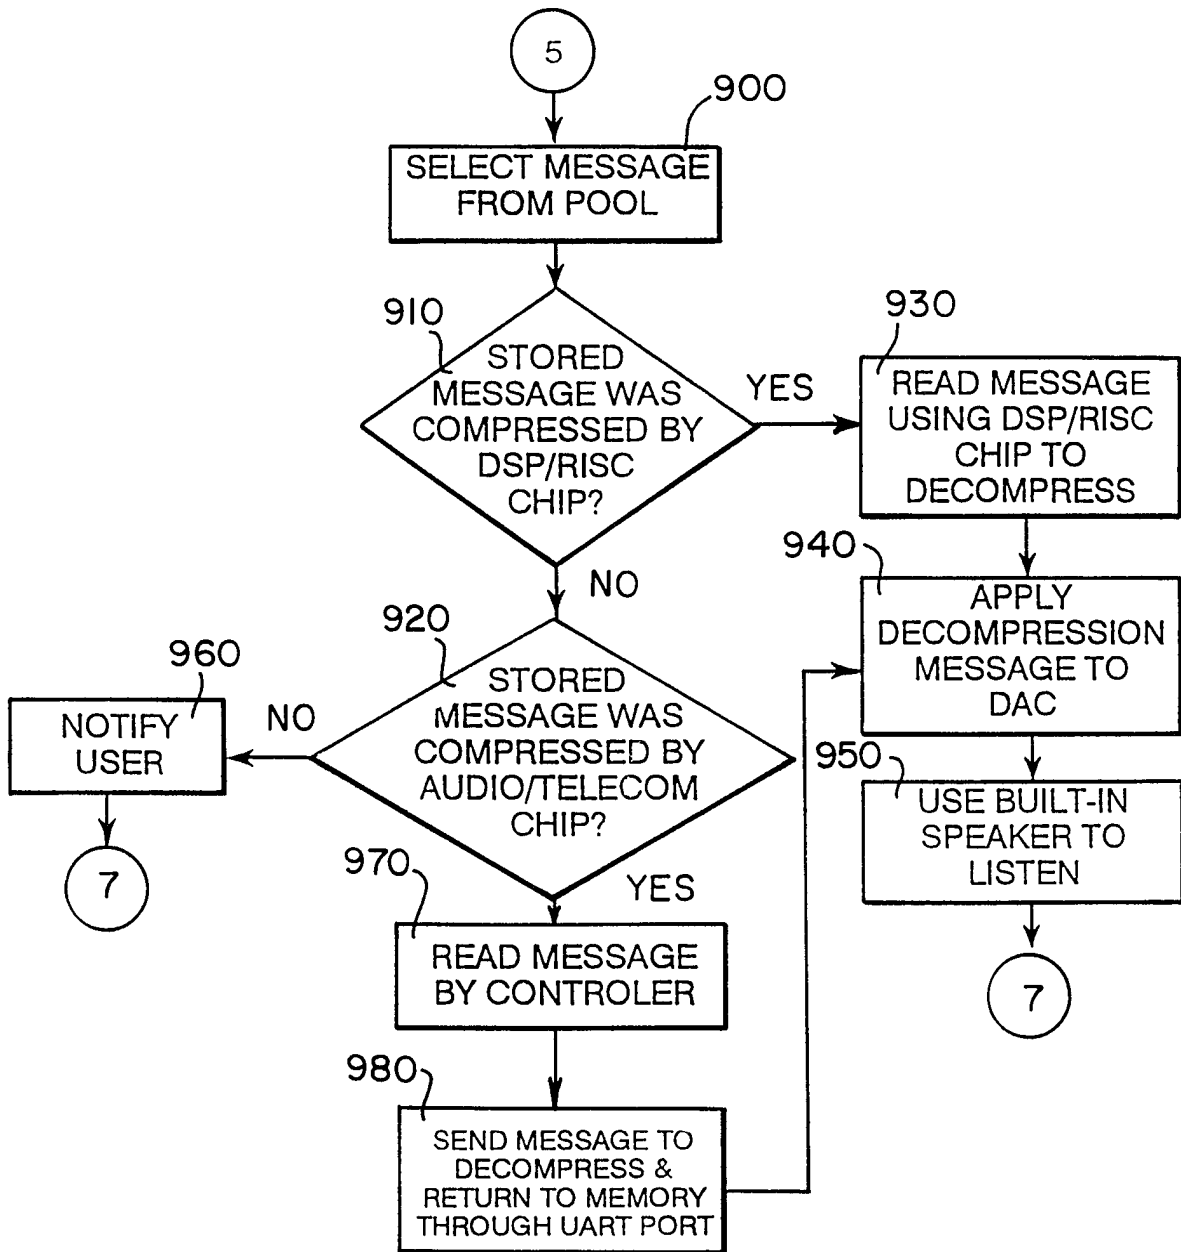 5
900
SELECT MESSAGE
FROM POOL
910
STORED
MESSAGE WAS
COMPRESSED BY
DSP/RISC
CHIP?
YES
930
READ MESSAGE
USING DSP/RISC
CHIP TO
DECOMPRESS
NO
940
APPLY
DECOMPRESSION
MESSAGE TO
DAC
920
STORED
MESSAGE WAS
COMPRESSED BY
AUDIO/TELECOM
CHIP?
NO
960
NOTIFY
USER
7
950
USE BUILT-IN
SPEAKER TO
LISTEN
7
YES
970
READ MESSAGE
BY CONTROLER
980
SEND MESSAGE TO
DECOMPRESS &
RETURN TO MEMORY
THROUGH UART PORT